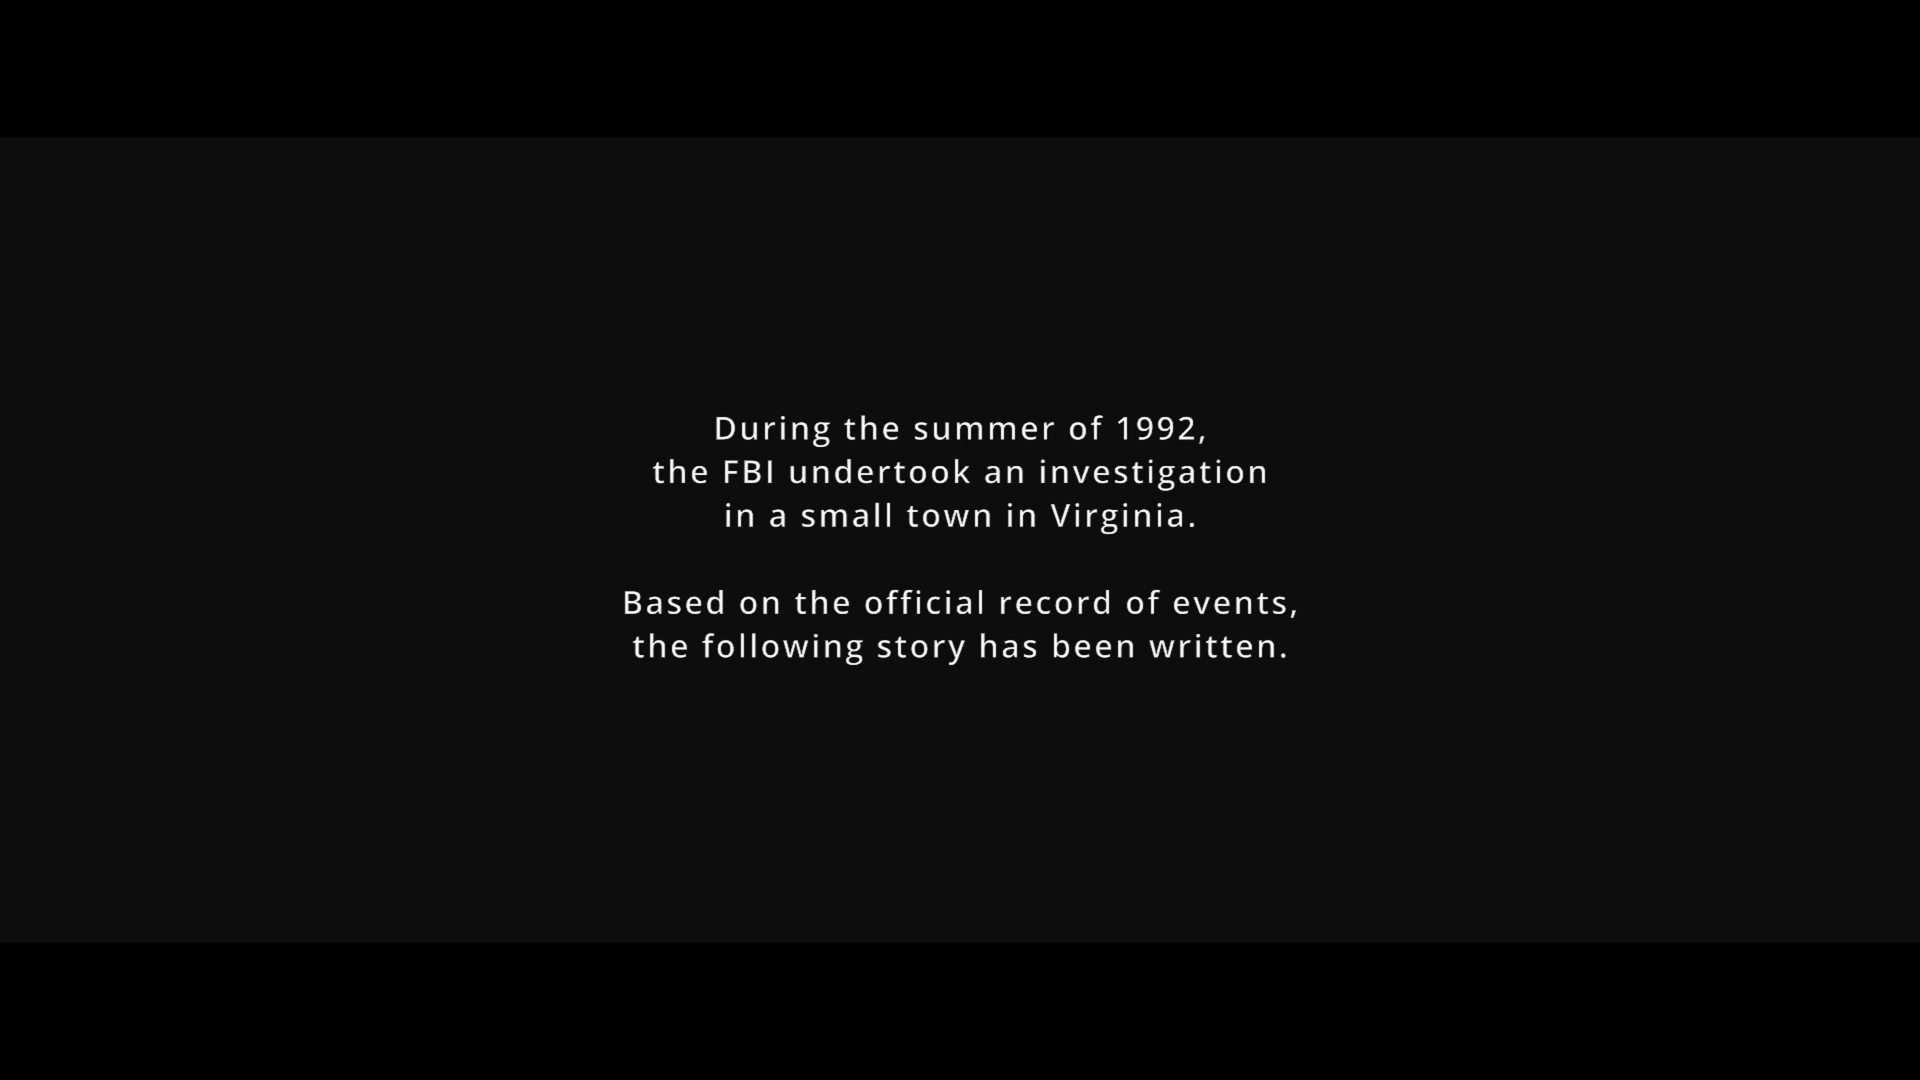 During the summer of 1992,
the FBI undertook an investigation
in a small town in Virginia.
Based on the official record of events,
the following story has been written.